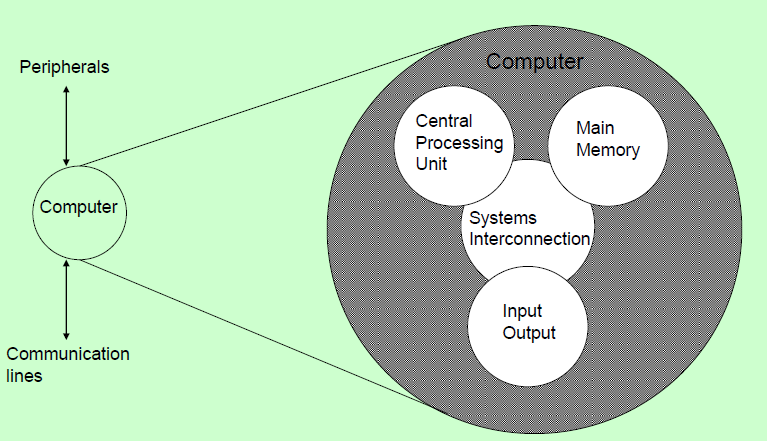 Peripherals
Computer
Communication
lines
Computer
Central
Processing
Unit
Main
Memory
Systems
Interconnection
Input
Output